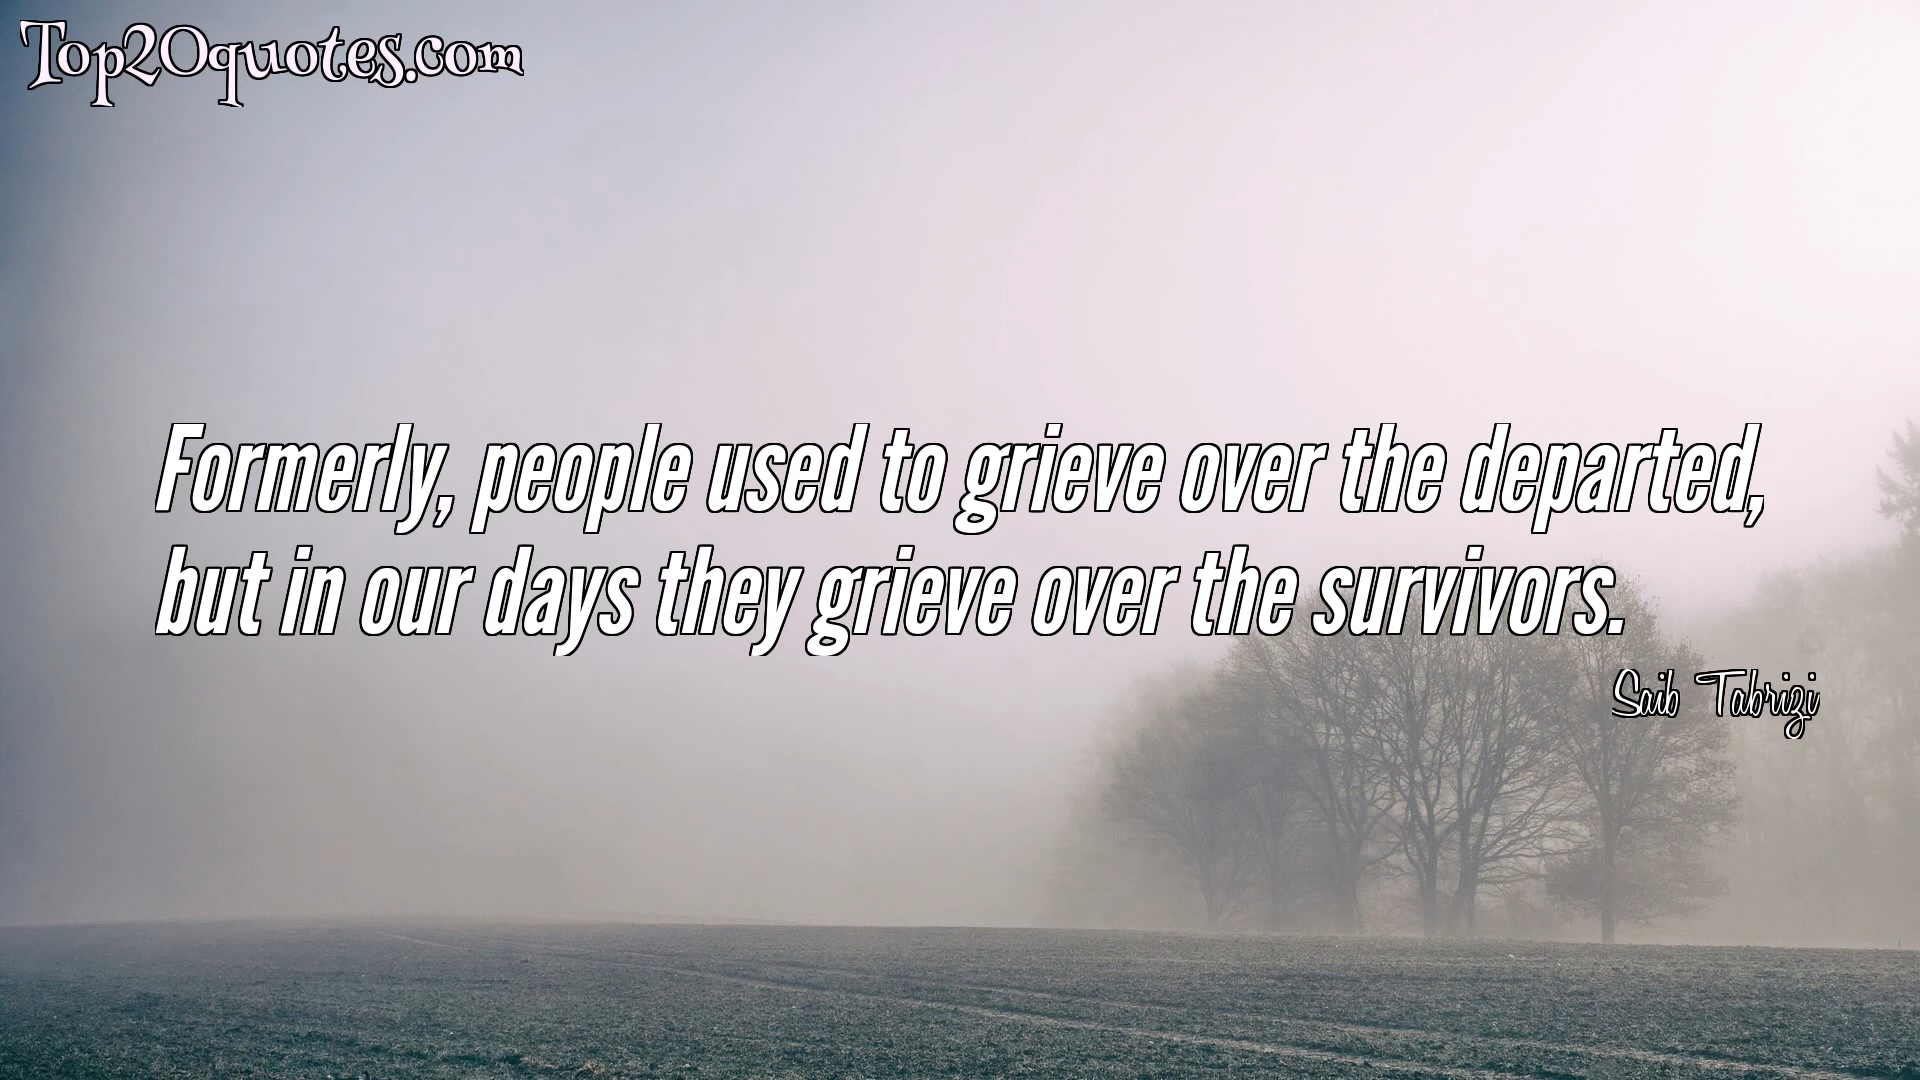 Top20quotes.com
Formerly, people used to grieve over the departed,
but in our days they grieve over the survivors.
Saib Tabrizi